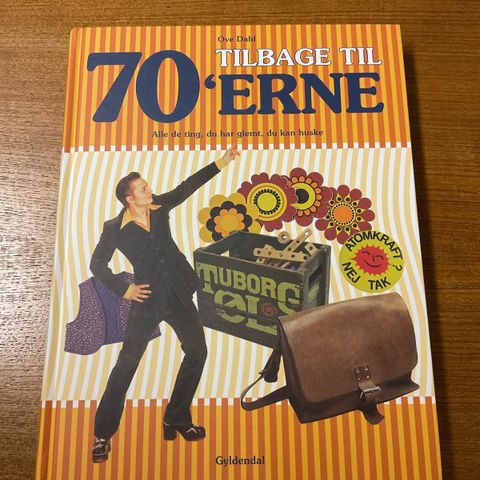 Ove Dahl
TILBAGE TIL
70'ERNE
Alle de ting, du har glemt, du kan huske
ATOMKRAFT?
NEJ TAK
TUBORG
ØLS
Gyldendal